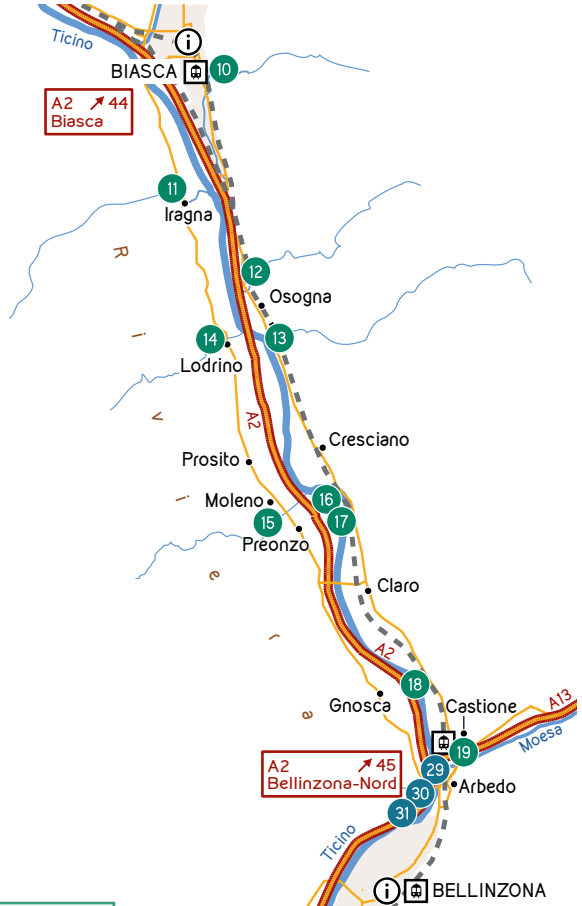 Ticino
i
BIASCA
10
A2 ↗ 44
Biasca
11
Iragna
Riviera
12
Osogna
14
13
Lodrino
A2
Cresciano
Prosito
16
Moleno
15
17
Preonzo
Claro
A2
18
Gnosca
Castione
A13
19
Moesa
A2 ↗ 45
Bellinzona-Nord
29
30
Arbedo
31
Ticino
i
BELLINZONA